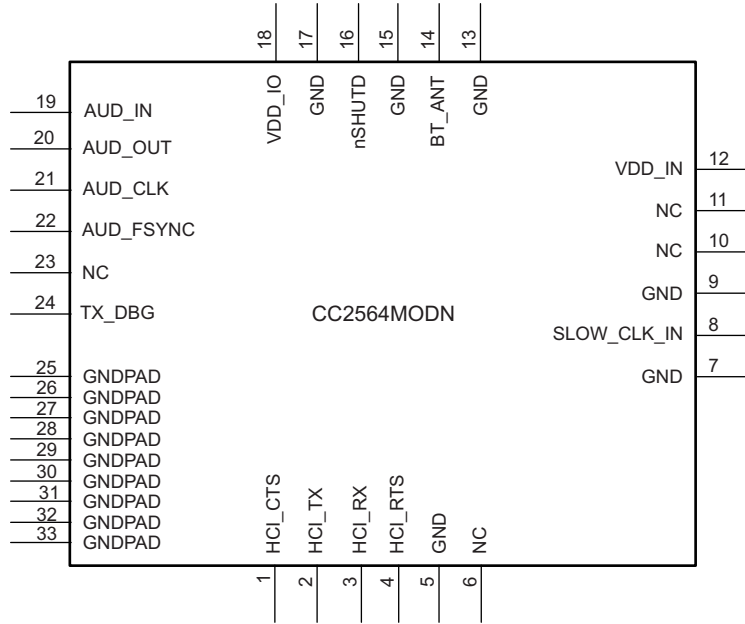 18 17 16 15 14 13
VDD_IO GND nSHUTD GND BT_ANT GND
19 AUD_IN
20 AUD_OUT
21 AUD_CLK
22 AUD_FSYNC
23 NC
24 TX_DBG
25 GNDPAD
26 GNDPAD
27 GNDPAD
28 GNDPAD
29 GNDPAD
30 GNDPAD
31 GNDPAD
32 GNDPAD
33 GNDPAD
CC2564MODN
VDD_IN 12
NC 11
NC 10
GND 9
SLOW_CLK_IN 8
GND 7
HCI_CTS HCI_TX HCI_RX HCI_RTS GND NC
1 2 3 4 5 6